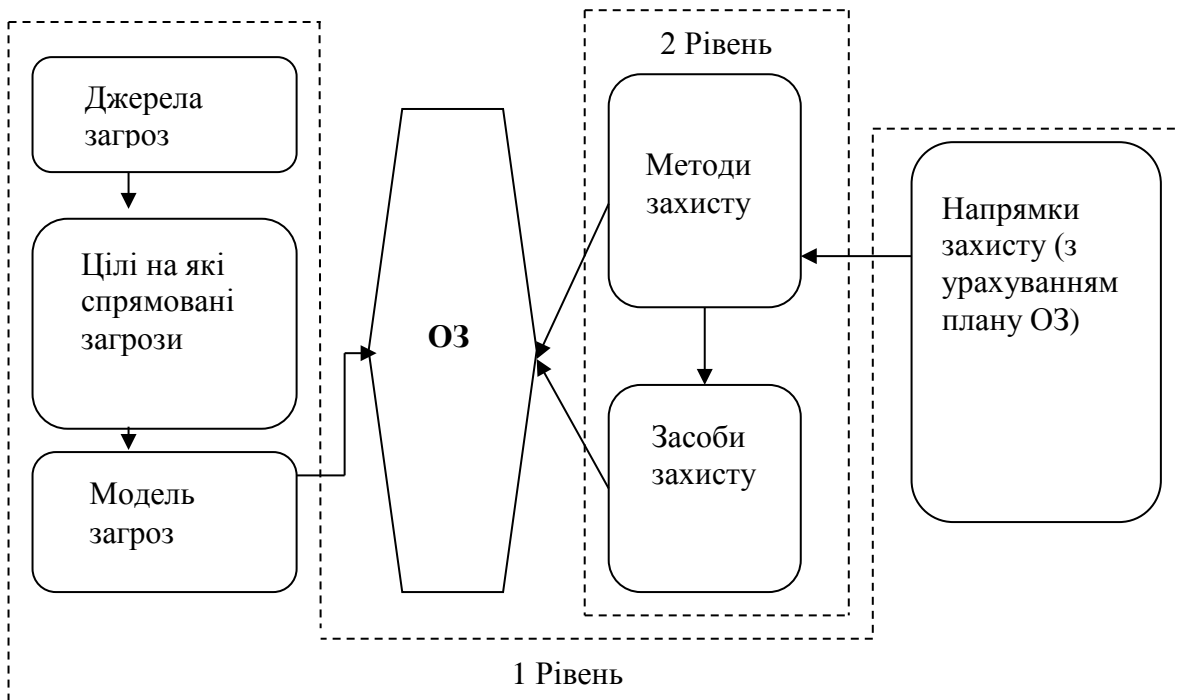 Джерела
загроз
Цілі на які
спрямовані
загрози
Модель
загроз
ОЗ
2 Рівень
Методи
захисту
Засоби
захисту
Напрямки
захисту (з
урахуванням
плану ОЗ)
1 Рівень